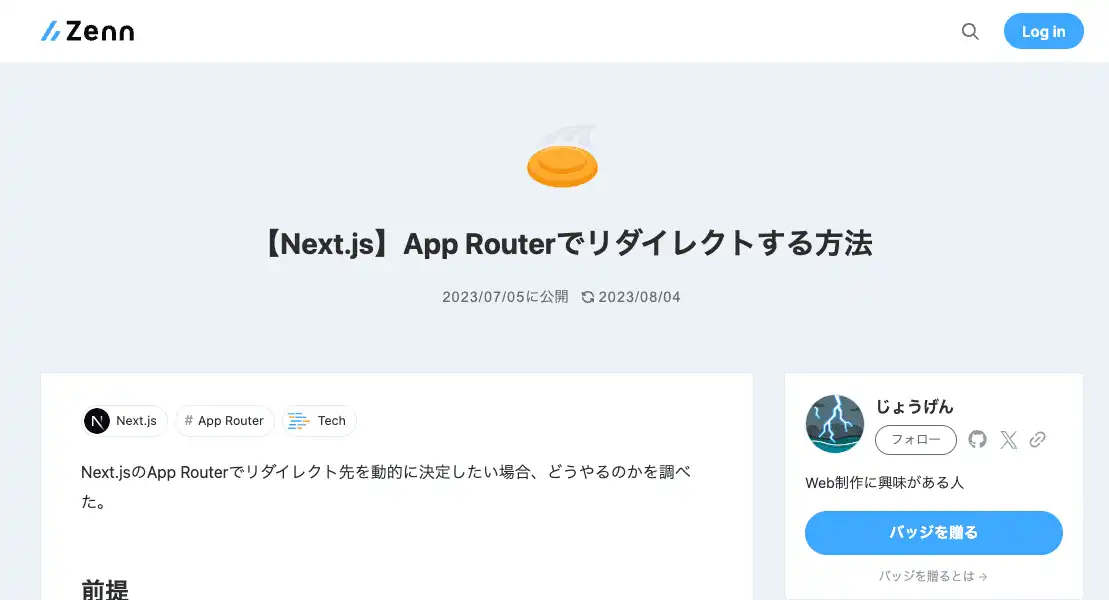 Zenn
Log in
【Next.js】App Routerでリダイレクトする方法
2023/07/05に公開 2023/08/04
Next.js # App Router Tech
Next.jsのApp Routerでリダイレクト先を動的に決定したい場合、どうやるのかを調べ
た。
前提
じょうげん
フォロー
Web制作に興味がある人
バッジを贈る
バッジを贈るとは →